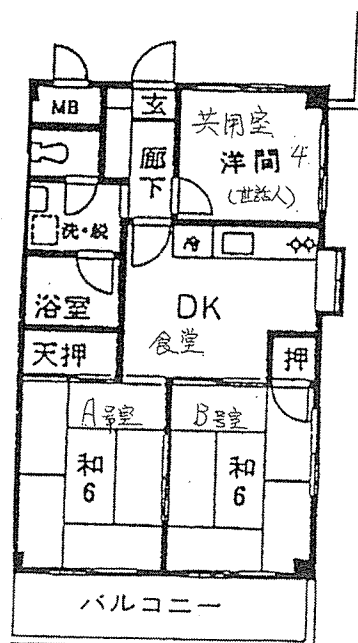 MB
玄
共用室
洋間 4
(世話人)
廊下
洗・脱
冷
浴室
DK
食堂
天押
押
A号室
B号室
和6
和6
バルコニー